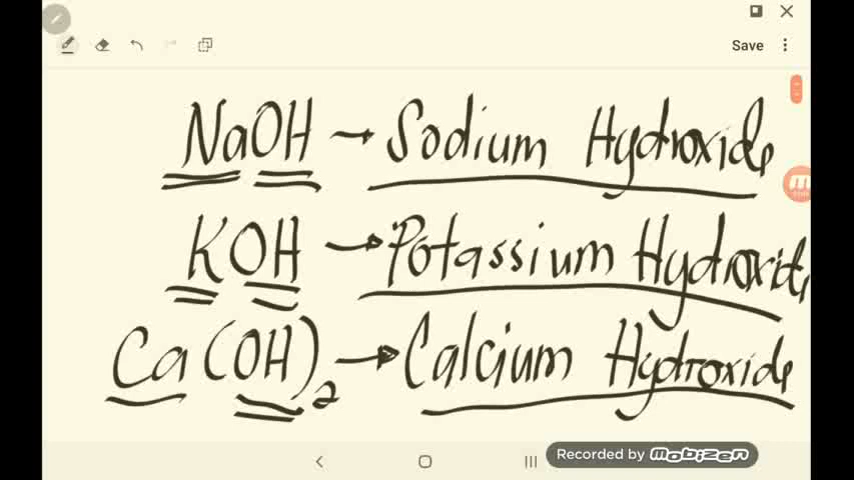 Save
NaOH → Sodium Hydroxide
KOH → Potassium Hydroxide
Ca(OH)₂ → Calcium Hydroxide
Recorded by MOBIZEN